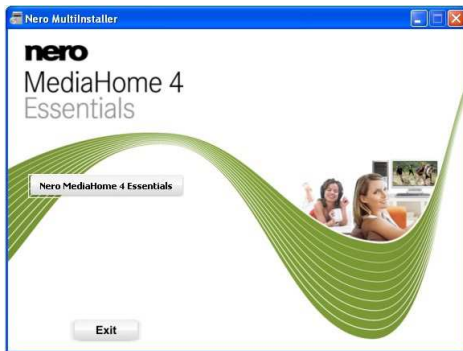 Nero MultiInstaller
nero
MediaHome 4
Essentials
Nero MediaHome 4 Essentials
Exit